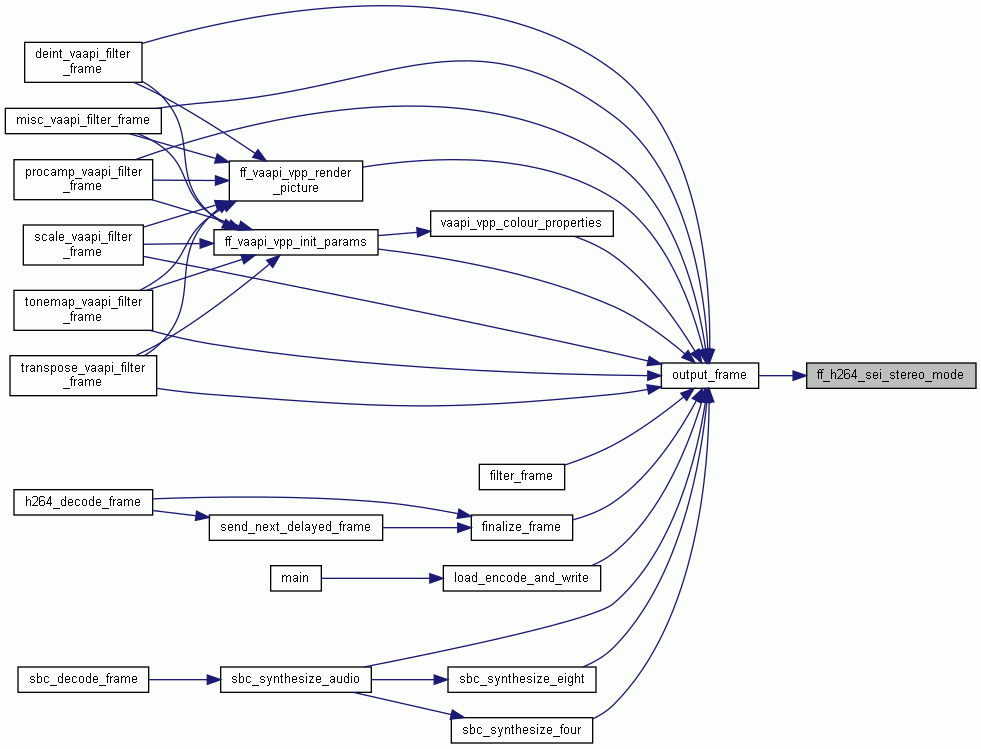 deint_vaapi_filter
_frame
misc_vaapi_filter_frame
procamp_vaapi_filter
_frame
ff_vaapi_vpp_render
_picture
scale_vaapi_filter
_frame
ff_vaapi_vpp_init_params
vaapi_vpp_colour_properties
tonemap_vaapi_filter
_frame
transpose_vaapi_filter
_frame
output_frame
ff_h264_sei_stereo_mode
filter_frame
h264_decode_frame
send_next_delayed_frame
finalize_frame
main
load_encode_and_write
sbc_decode_frame
sbc_synthesize_audio
sbc_synthesize_eight
sbc_synthesize_four